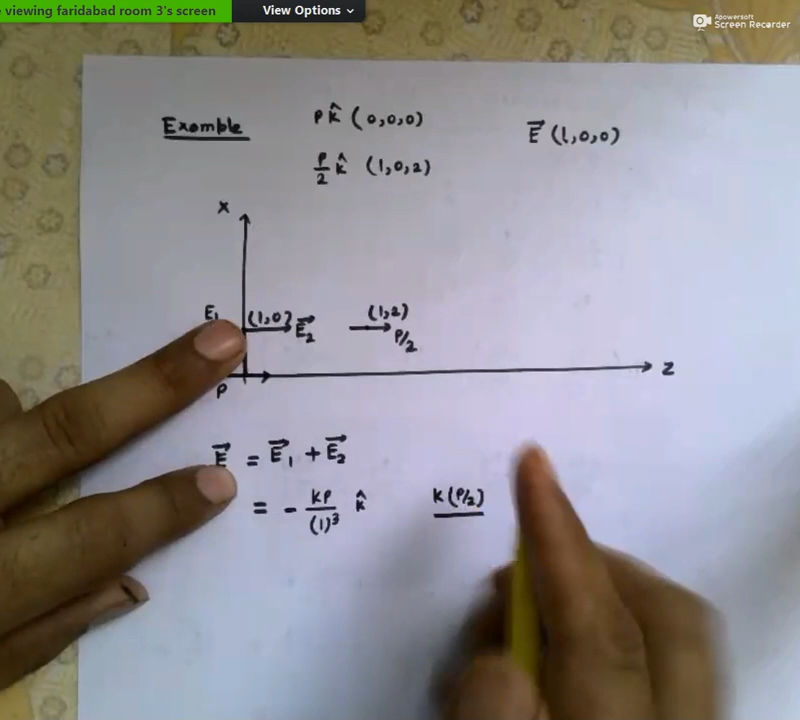 viewing faridabad room 3's screen
View Options
Apowersoft
Screen Recorder
Exomble
pk̂ (0,0,0)
E⃗ (1,0,0)
p/2 k̂ (1,0,2)
X
E₁
(1,0)
E⃗₂
(1,2)
P/2
Z
P
E⃗ = E⃗₁ + E⃗₂
= - KP/(1)³ k̂ K(P/2)